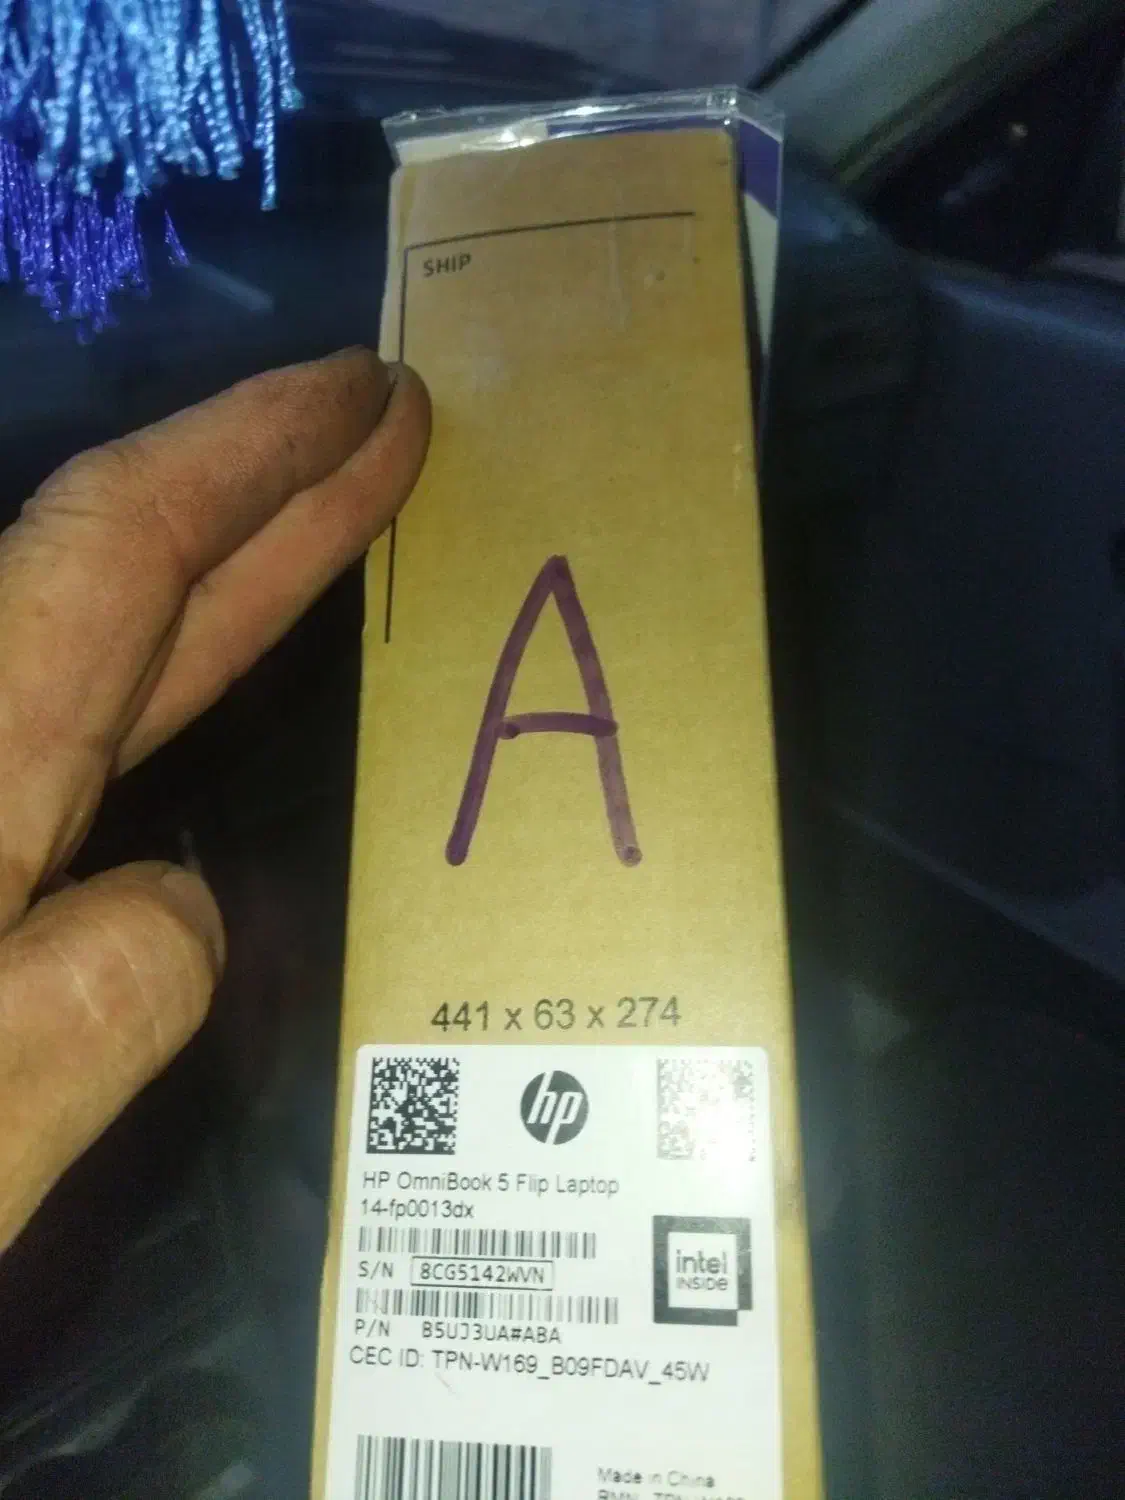 SHIP
A
441 x 63 x 274
hp
HP OmniBook 5 Flip Laptop
14-fp0013dx
intel
INSIDE
S/N 8CG5142WVN
P/N B5UJ3UA#ABA
CEC ID: TPN-W169_B09FDAV_45W
Made in China